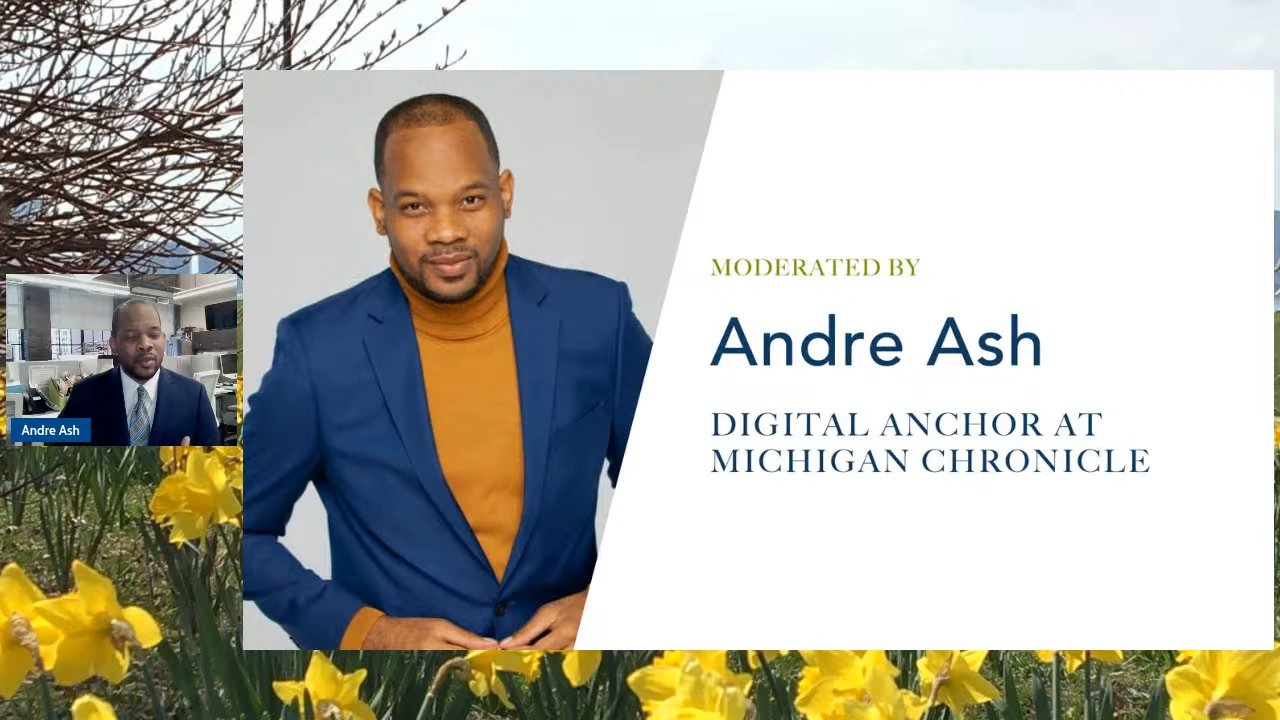 MODERATED BY
Andre Ash
DIGITAL ANCHOR AT
MICHIGAN CHRONICLE
Andre Ash